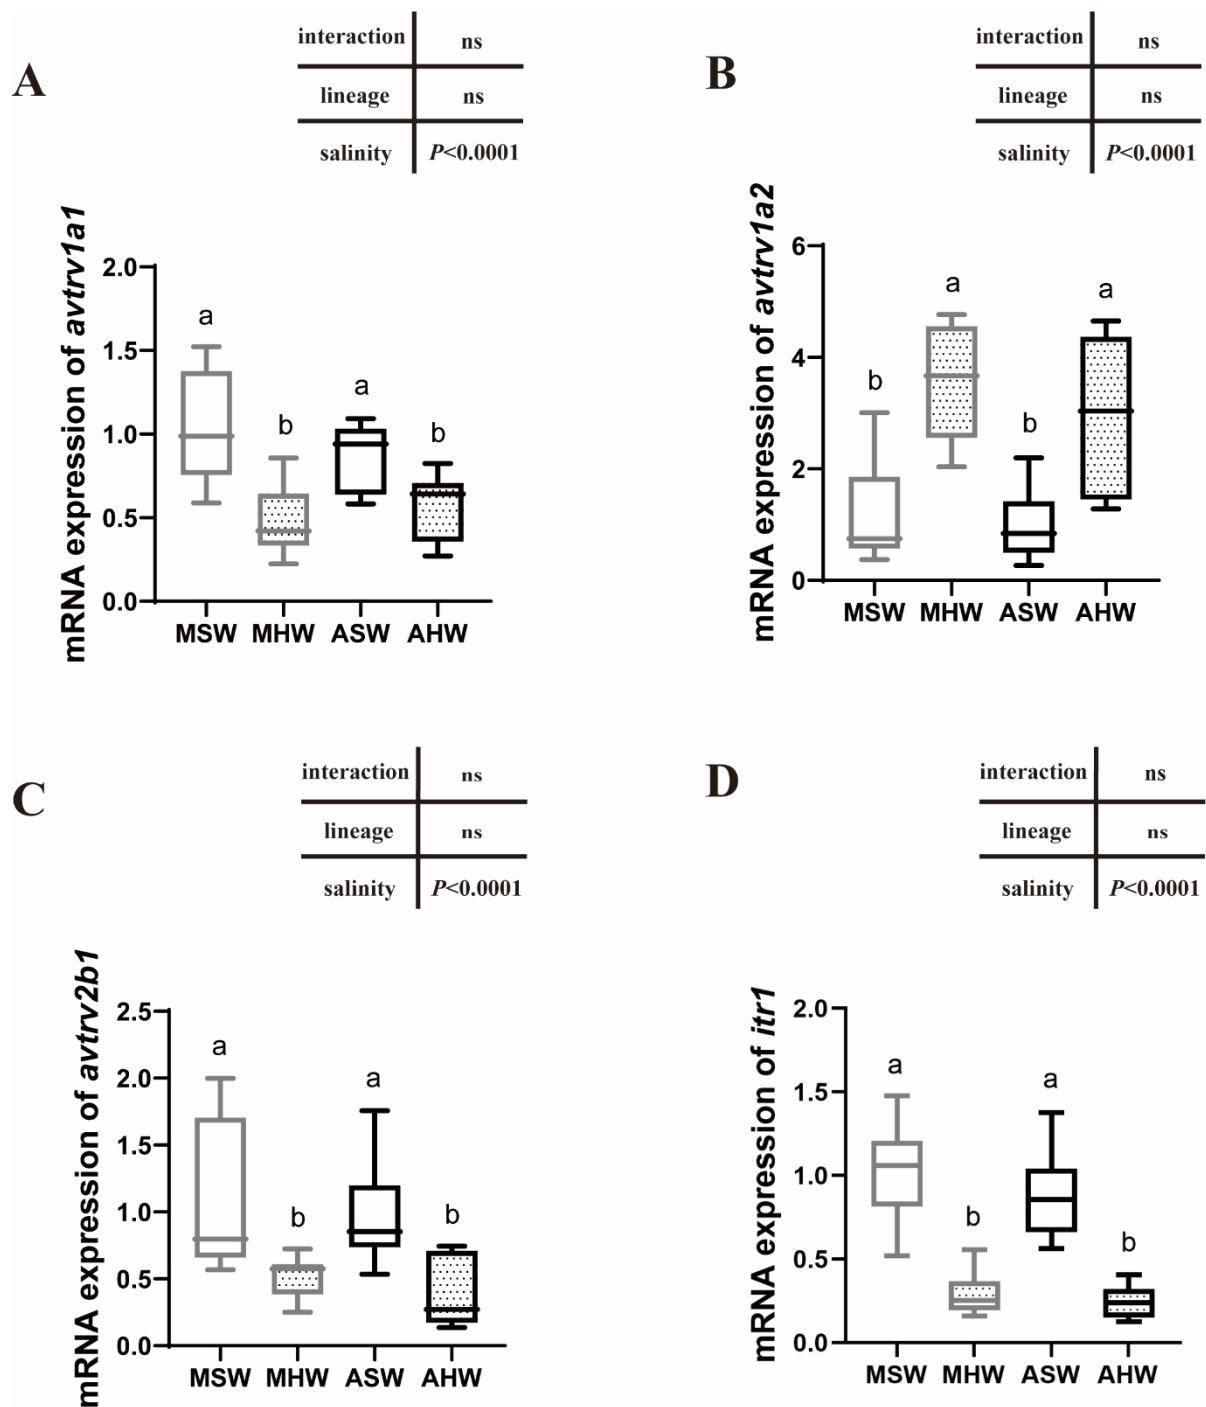 A
interaction ns
lineage ns
salinity P<0.0001
mRNA expression of avtrv1a1
2.0
1.5
1.0
0.5
0.0
a
b
a
b
MSW MHW ASW AHW
B
interaction ns
lineage ns
salinity P<0.0001
mRNA expression of avtrv1a2
6
4
2
0
b
a
b
a
MSW MHW ASW AHW
C
interaction ns
lineage ns
salinity P<0.0001
mRNA expression of avtrv2b1
2.5
2.0
1.5
1.0
0.5
0.0
a
b
a
b
MSW MHW ASW AHW
D
interaction ns
lineage ns
salinity P<0.0001
mRNA expression of itr1
2.0
1.5
1.0
0.5
0.0
a
b
a
b
MSW MHW ASW AHW